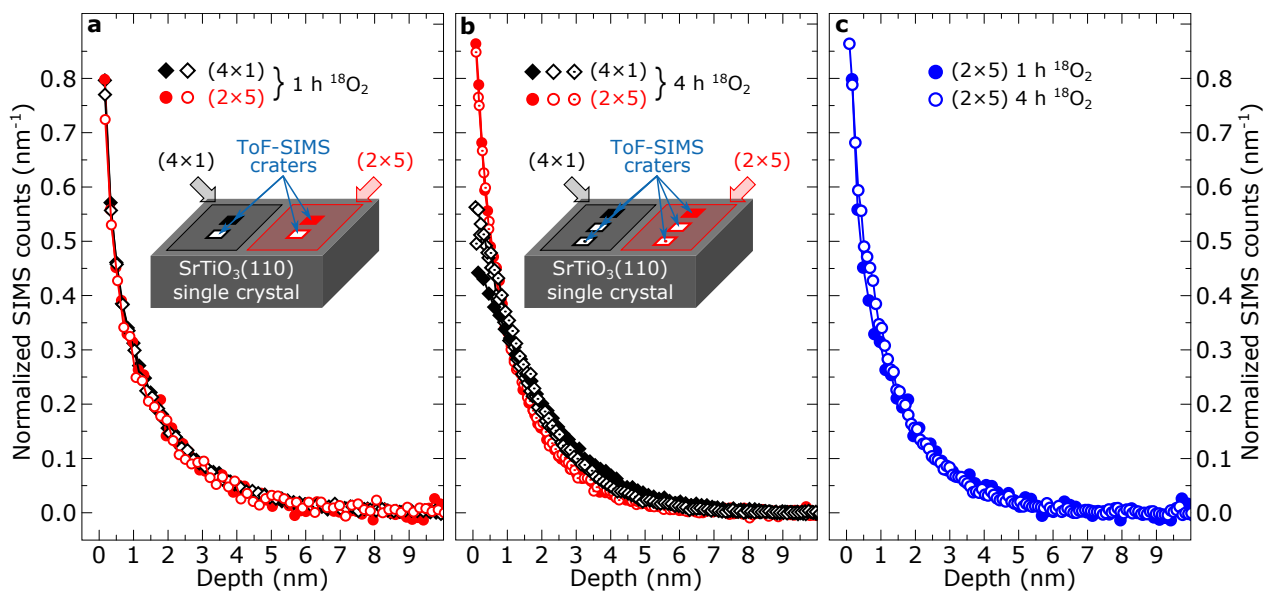 a
(4×1)
(2×5)
} 1 h ¹⁸O₂
ToF-SIMS
craters
(4×1)
(2×5)
SrTiO₃(110)
single crystal
Normalized SIMS counts (nm⁻¹)
0.8
0.7
0.6
0.5
0.4
0.3
0.2
0.1
0.0
0 1 2 3 4 5 6 7 8 9
Depth (nm)
b
(4×1)
(2×5)
} 4 h ¹⁸O₂
ToF-SIMS
craters
(4×1)
(2×5)
SrTiO₃(110)
single crystal
0 1 2 3 4 5 6 7 8 9
Depth (nm)
c
(2×5) 1 h ¹⁸O₂
(2×5) 4 h ¹⁸O₂
0 1 2 3 4 5 6 7 8 9
Depth (nm)
0.8
0.7
0.6
0.5
0.4
0.3
0.2
0.1
0.0
Normalized SIMS counts (nm⁻¹)